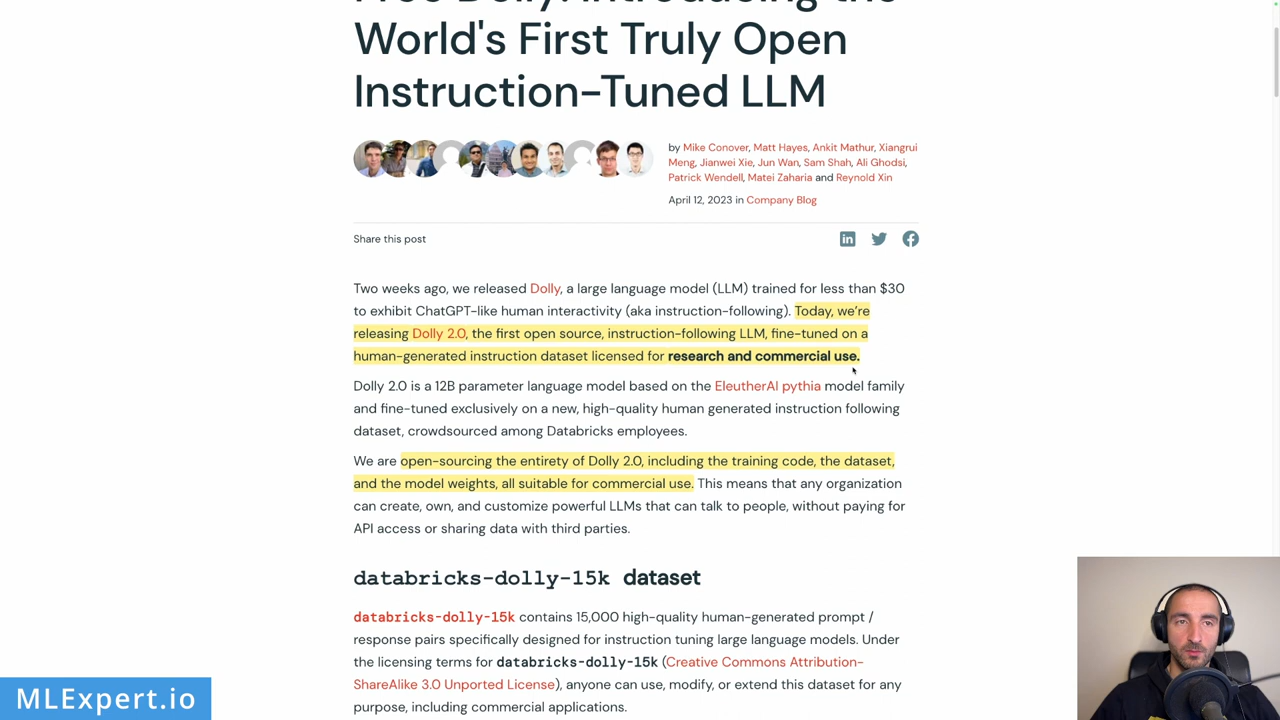 Free Dolly: Introducing the
World's First Truly Open
Instruction-Tuned LLM
by Mike Conover, Matt Hayes, Ankit Mathur, Xiangrui
Meng, Jianwei Xie, Jun Wan, Sam Shah, Ali Ghodsi,
Patrick Wendell, Matei Zaharia and Reynold Xin
April 12, 2023 in Company Blog
Share this post
Two weeks ago, we released Dolly, a large language model (LLM) trained for less than $30
to exhibit ChatGPT-like human interactivity (aka instruction-following). Today, we're
releasing Dolly 2.0, the first open source, instruction-following LLM, fine-tuned on a
human-generated instruction dataset licensed for research and commercial use.
Dolly 2.0 is a 12B parameter language model based on the EleutherAI pythia model family
and fine-tuned exclusively on a new, high-quality human generated instruction following
dataset, crowdsourced among Databricks employees.
We are open-sourcing the entirety of Dolly 2.0, including the training code, the dataset,
and the model weights, all suitable for commercial use. This means that any organization
can create, own, and customize powerful LLMs that can talk to people, without paying for
API access or sharing data with third parties.
databricks-dolly-15k dataset
databricks-dolly-15k contains 15,000 high-quality human-generated prompt /
response pairs specifically designed for instruction tuning large language models. Under
the licensing terms for databricks-dolly-15k (Creative Commons Attribution-
ShareAlike 3.0 Unported License), anyone can use, modify, or extend this dataset for any
purpose, including commercial applications.
MLExpert.io